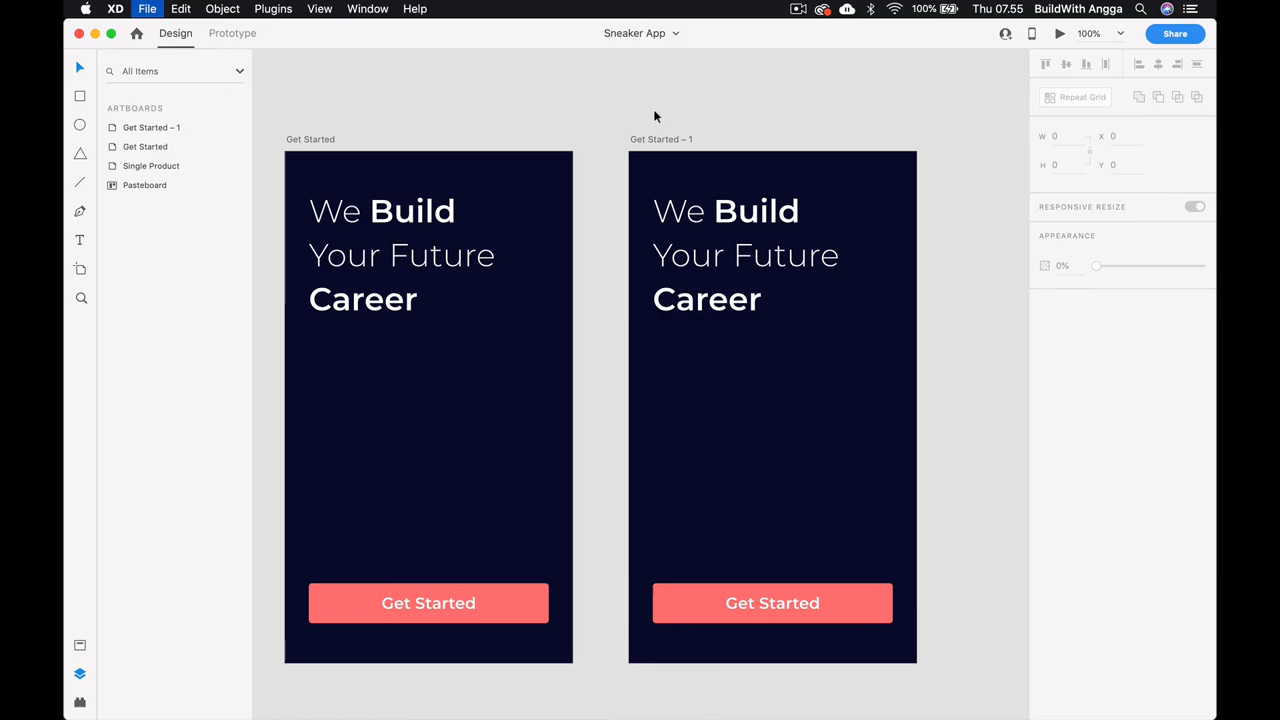 XD File Edit Object Plugins View Window Help 100% Thu 07.55 BuildWith Angga
Design Prototype Sneaker App 100% Share
All Items
ARTBOARDS
Get Started – 1
Get Started
Single Product
Pasteboard
Get Started
We Build
Your Future
Career
Get Started
Get Started – 1
We Build
Your Future
Career
Get Started
Repeat Grid
W 0 X 0
H 0 Y 0
RESPONSIVE RESIZE
APPEARANCE
0%